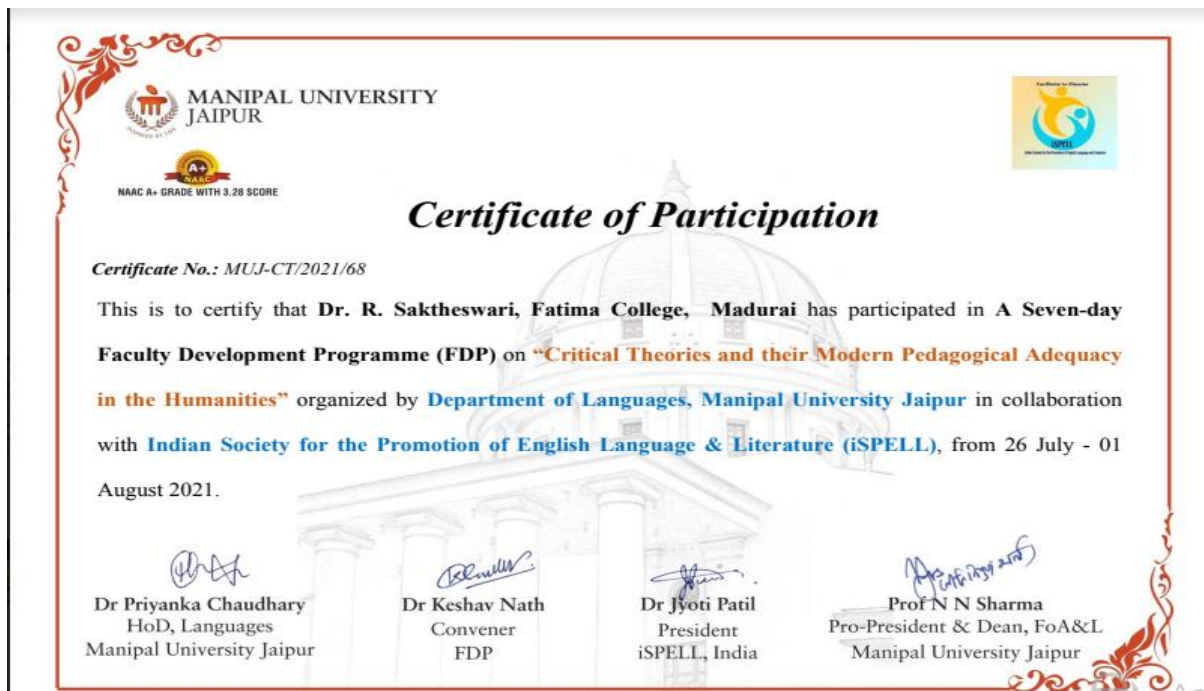 MANIPAL UNIVERSITY
JAIPUR
A+
NAAC
NAAC A+ GRADE WITH 3.28 SCORE
iSPELL
Certificate of Participation
Certificate No.: MUJ-CT/2021/68
This is to certify that Dr. R. Saktheswari, Fatima College, Madurai has participated in A Seven-day
Faculty Development Programme (FDP) on “Critical Theories and their Modern Pedagogical Adequacy
in the Humanities” organized by Department of Languages, Manipal University Jaipur in collaboration
with Indian Society for the Promotion of English Language & Literature (iSPELL), from 26 July - 01
August 2021.
Dr Priyanka Chaudhary
HoD, Languages
Manipal University Jaipur
Dr Keshav Nath
Convener
FDP
Dr Jyoti Patil
President
iSPELL, India
Prof N N Sharma
Pro-President & Dean, FoA&L
Manipal University Jaipur